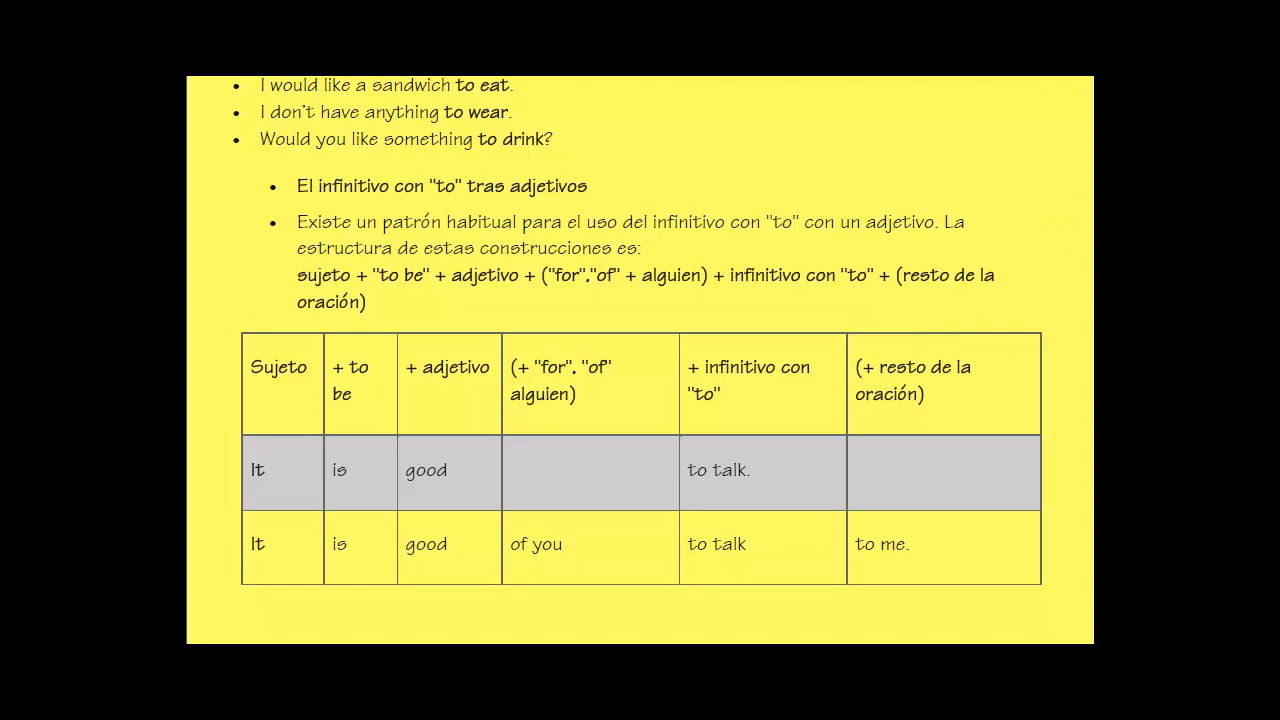 • I would like a sandwich to eat.
• I don't have anything to wear.
• Would you like something to drink?
• El infinitivo con "to" tras adjetivos
• Existe un patrón habitual para el uso del infinitivo con "to" con un adjetivo. La
estructura de estas construcciones es:
sujeto + "to be" + adjetivo + ("for","of" + alguien) + infinitivo con "to" + (resto de la
oración)
Sujeto + to be + adjetivo (+ "for", "of" alguien) + infinitivo con "to" (+ resto de la oración)
It is good to talk.
It is good of you to talk to me.